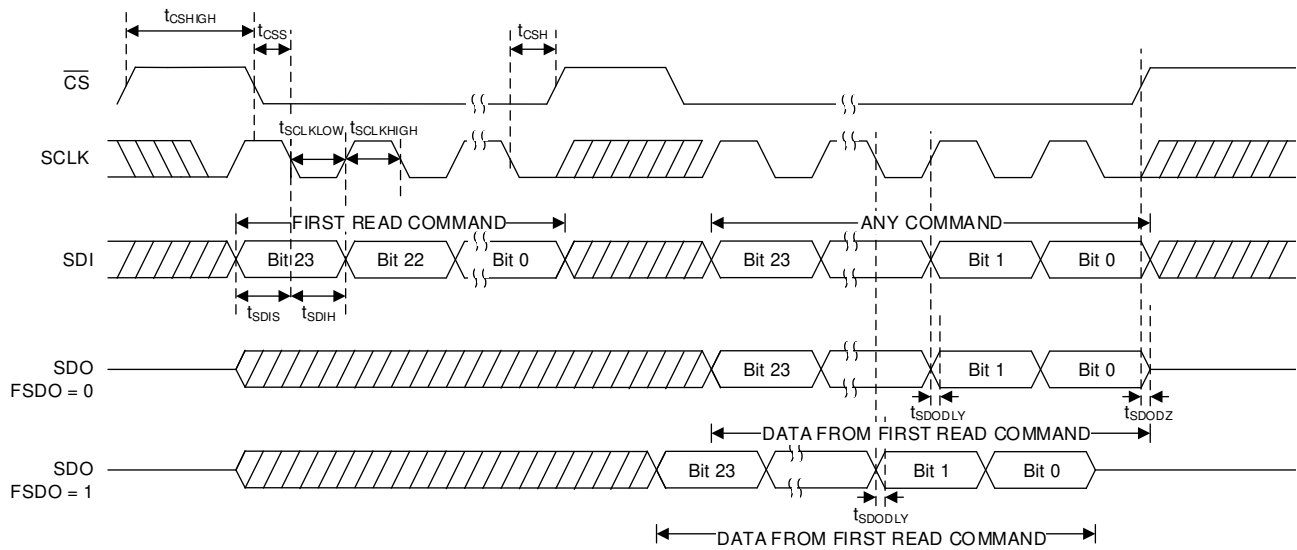 tCSHIGH
tCSS
tCSH
CS
tSCLKLOW tSCLKHIGH
SCLK
FIRST READ COMMAND
ANY COMMAND
SDI
Bit 23
Bit 22
Bit 0
Bit 23
Bit 1
Bit 0
tSDIS
tSDIH
SDO
FSDO = 0
Bit 23
Bit 1
Bit 0
tSDODLY
tSDODZ
DATA FROM FIRST READ COMMAND
SDO
FSDO = 1
Bit 23
Bit 1
Bit 0
tSDODLY
DATA FROM FIRST READ COMMAND